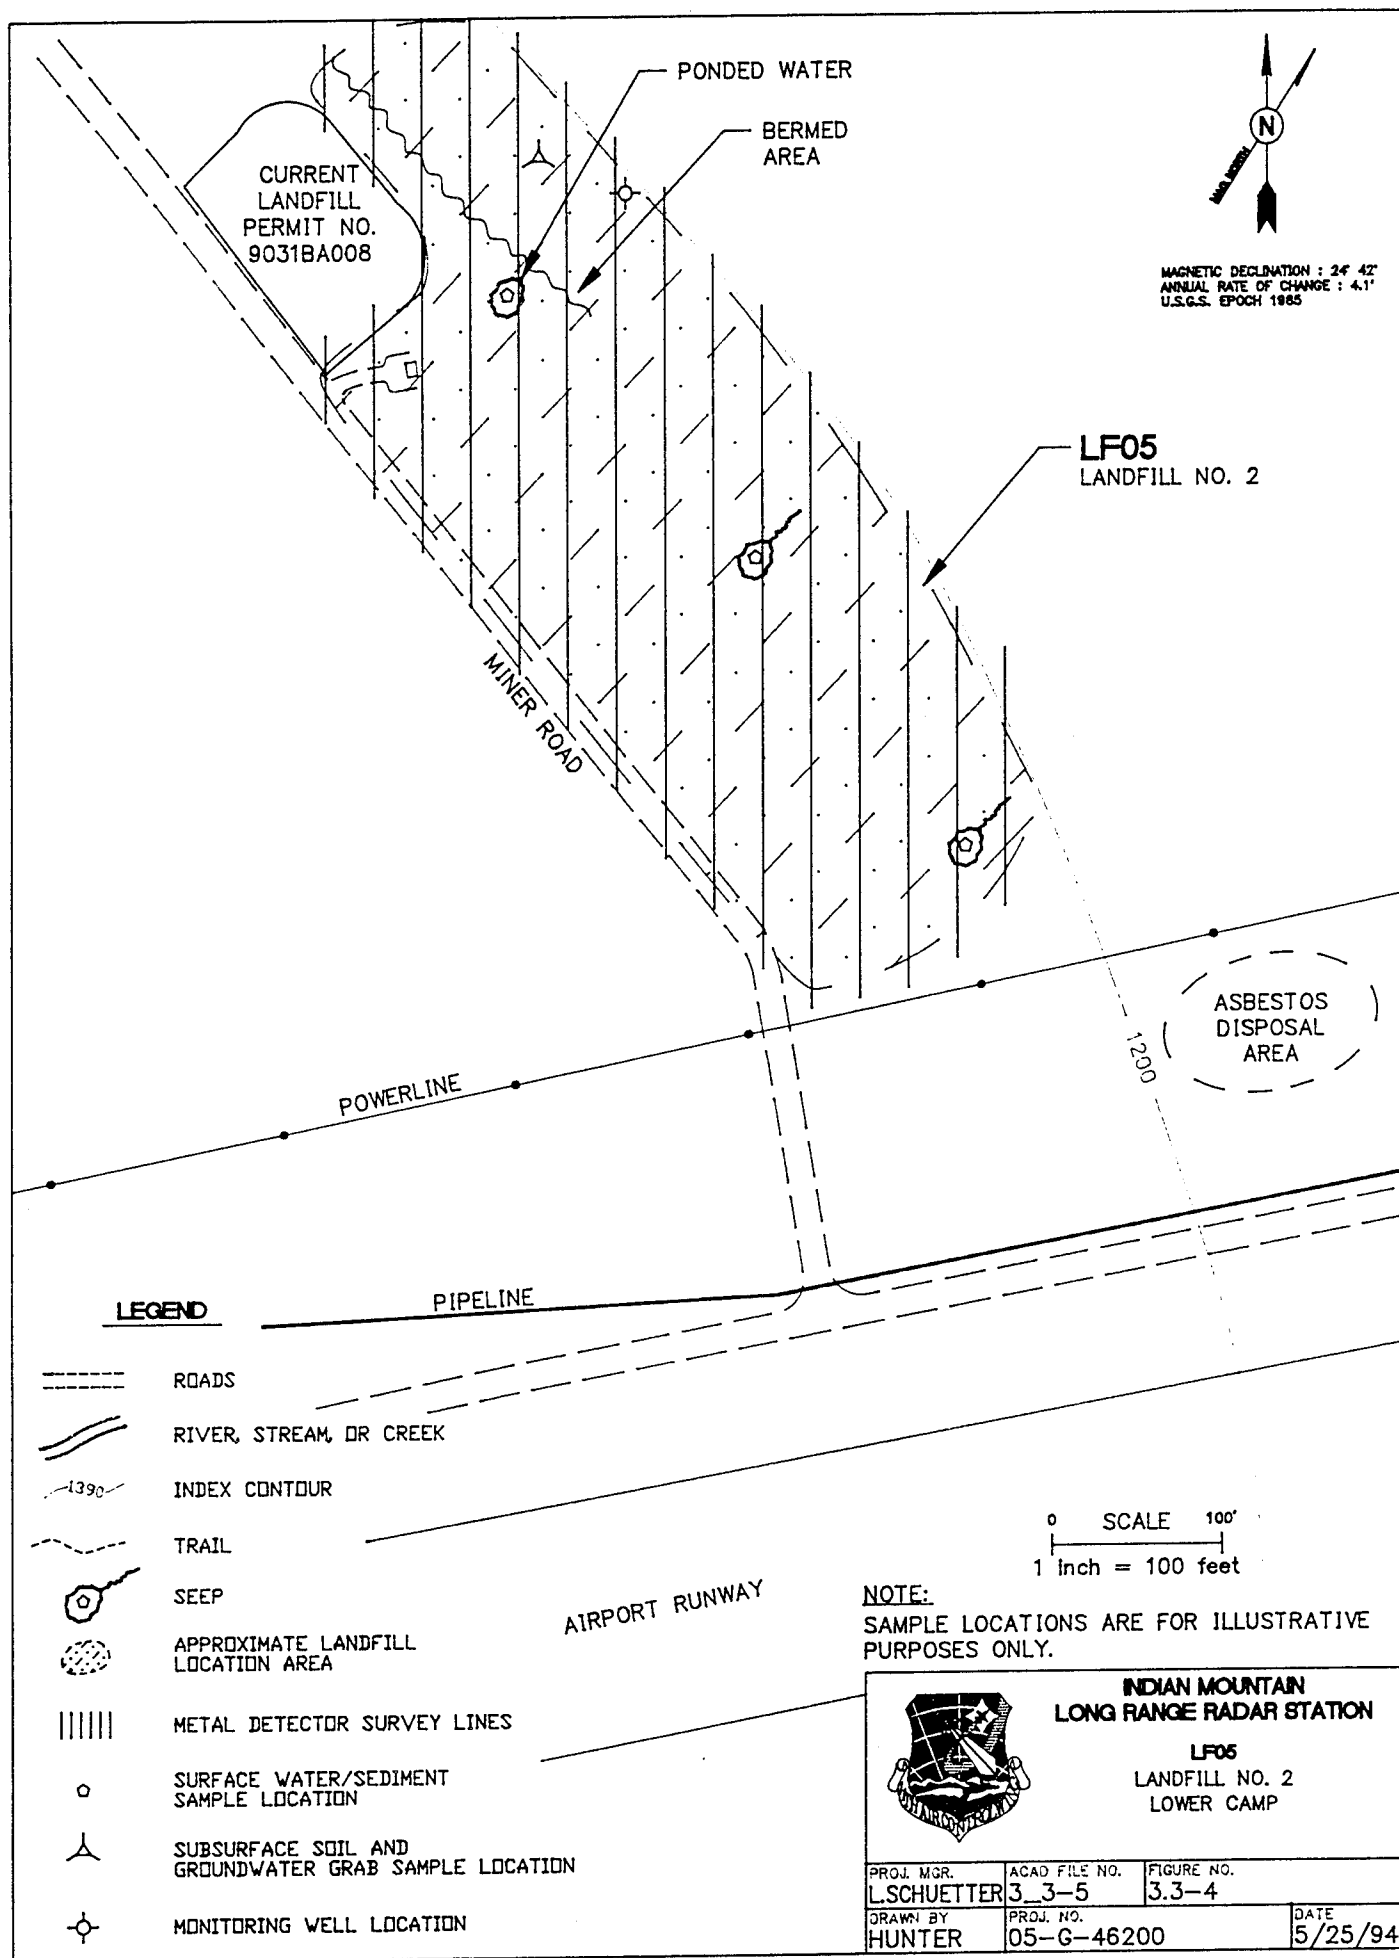 PONDED WATER
BERMED
AREA
N
MAG. NORTH
CURRENT
LANDFILL
PERMIT NO.
9031BA008
MAGNETIC DECLINATION : 24° 42'
ANNUAL RATE OF CHANGE : 4.1'
U.S.G.S. EPOCH 1985
LF05
LANDFILL NO. 2
MINER ROAD
ASBESTOS
DISPOSAL
AREA
1200
POWERLINE
PIPELINE
LEGEND
ROADS
RIVER, STREAM, OR CREEK
1390
INDEX CONTOUR
TRAIL
SEEP
APPROXIMATE LANDFILL
LOCATION AREA
METAL DETECTOR SURVEY LINES
SURFACE WATER/SEDIMENT
SAMPLE LOCATION
SUBSURFACE SOIL AND
GROUNDWATER GRAB SAMPLE LOCATION
MONITORING WELL LOCATION
AIRPORT RUNWAY
0 SCALE 100'
1 inch = 100 feet
NOTE:
SAMPLE LOCATIONS ARE FOR ILLUSTRATIVE
PURPOSES ONLY.
INDIAN MOUNTAIN
LONG RANGE RADAR STATION
LF05
LANDFILL NO. 2
LOWER CAMP
PROJ. MGR. ACAD FILE NO. FIGURE NO.
L.SCHUETTER 3_3-5 3.3-4
DRAWN BY PROJ. NO. DATE
HUNTER 05-G-46200 5/25/94